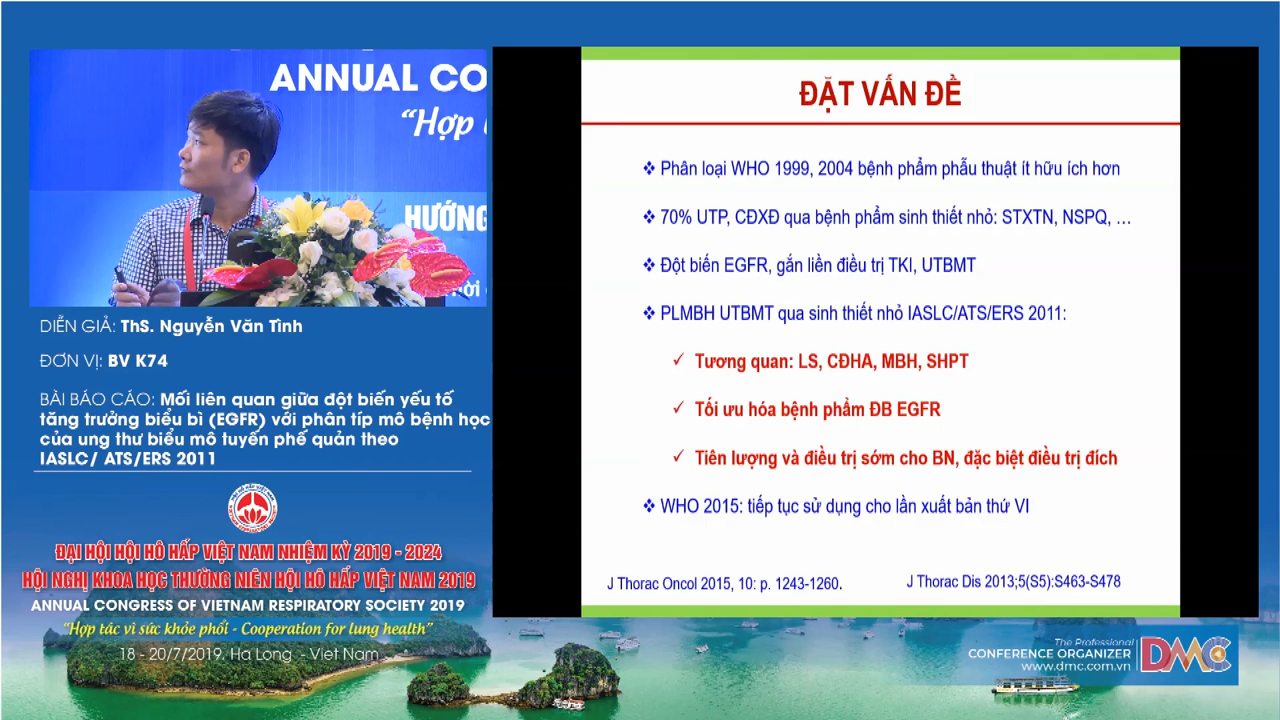 ANNUAL CO
“Hợp
HƯỚNG
DIỄN GIẢ: ThS. Nguyễn Văn Tình
ĐƠN VỊ: BV K74
BÀI BÁO CÁO: Mối liên quan giữa đột biến yếu tố
tăng trưởng biểu bì (EGFR) với phân típ mô bệnh học
của ung thư biểu mô tuyến phế quản theo
IASLC/ ATS/ERS 2011
ĐẠI HỘI HỘI HÔ HẤP VIỆT NAM NHIỆM KỲ 2019 - 2024
HỘI NGHỊ KHOA HỌC THƯỜNG NIÊN HỘI HÔ HẤP VIỆT NAM 2019
ANNUAL CONGRESS OF VIETNAM RESPIRATORY SOCIETY 2019
“Hợp tác vì sức khỏe phổi - Cooperation for lung health”
18 - 20/7/2019. Ha Long - Viet Nam
ĐẶT VẤN ĐỀ
❖ Phân loại WHO 1999, 2004 bệnh phẩm phẫu thuật ít hữu ích hơn
❖ 70% UTP, CĐXĐ qua bệnh phẩm sinh thiết nhỏ: STXTN, NSPQ, …
❖ Đột biến EGFR, gắn liền điều trị TKI, UTBMT
❖ PLMBH UTBMT qua sinh thiết nhỏ IASLC/ATS/ERS 2011:
✓ Tương quan: LS, CĐHA, MBH, SHPT
✓ Tối ưu hóa bệnh phẩm ĐB EGFR
✓ Tiên lượng và điều trị sớm cho BN, đặc biệt điều trị đích
❖ WHO 2015: tiếp tục sử dụng cho lần xuất bản thứ VI
J Thorac Oncol 2015, 10: p. 1243-1260.
J Thorac Dis 2013;5(S5):S463-S478
The Professional
CONFERENCE ORGANIZER
www.dmc.com.vn
DMC